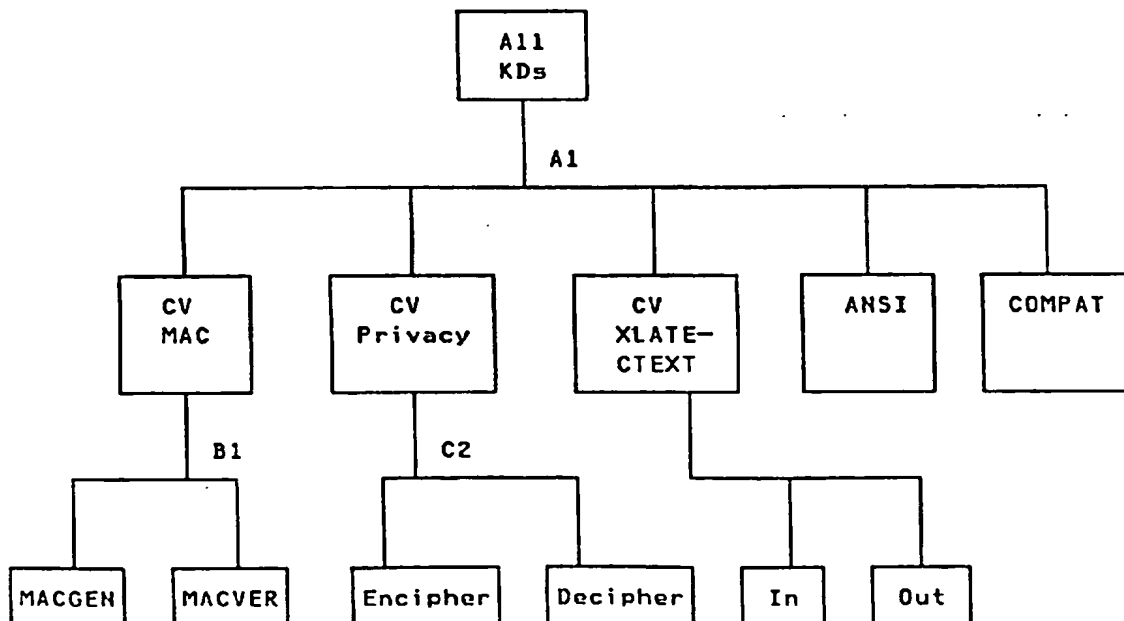 All
KDs
A1
CV
MAC
CV
Privacy
CV
XLATE-
CTEXT
ANSI
COMPAT
B1
C2
MACGEN
MACVER
Encipher
Decipher
In
Out